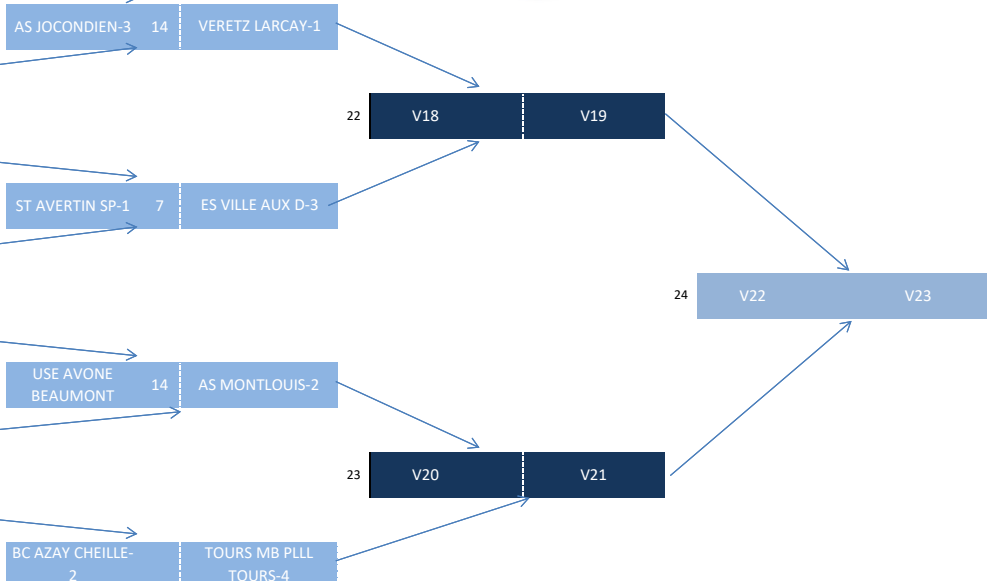 AS JOCONDIEN-3 14 VERETZ LARCAY-1
22 V18 V19
ST AVERTIN SP-1 7 ES VILLE AUX D-3
24 V22 V23
USE AVONE
BEAUMONT
14 AS MONTLOUIS-2
23 V20 V21
BC AZAY CHEILLE-
2
TOURS MB PLLL
TOURS-4